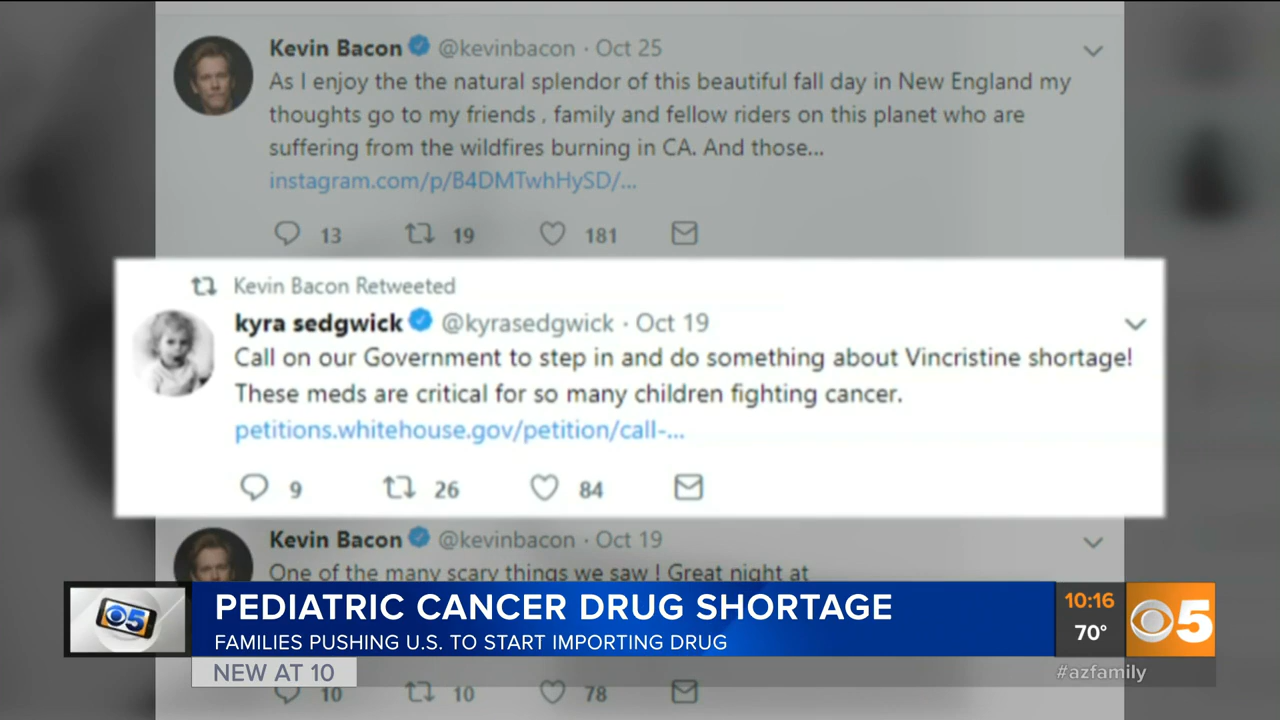 Kevin Bacon @kevinbacon · Oct 25
As I enjoy the the natural splendor of this beautiful fall day in New England my
thoughts go to my friends , family and fellow riders on this planet who are
suffering from the wildfires burning in CA. And those...
instagram.com/p/B4DMTwhHySD/...
13 19 181
Kevin Bacon Retweeted
kyra sedgwick @kyrasedgwick · Oct 19
Call on our Government to step in and do something about Vincristine shortage!
These meds are critical for so many children fighting cancer.
petitions.whitehouse.gov/petition/call-...
9 26 84
Kevin Bacon @kevinbacon · Oct 19
One of the many scary things we saw ! Great night at
5
PEDIATRIC CANCER DRUG SHORTAGE
FAMILIES PUSHING U.S. TO START IMPORTING DRUG
10:16
70°
5
NEW AT 10
#azfamily
10 10 78